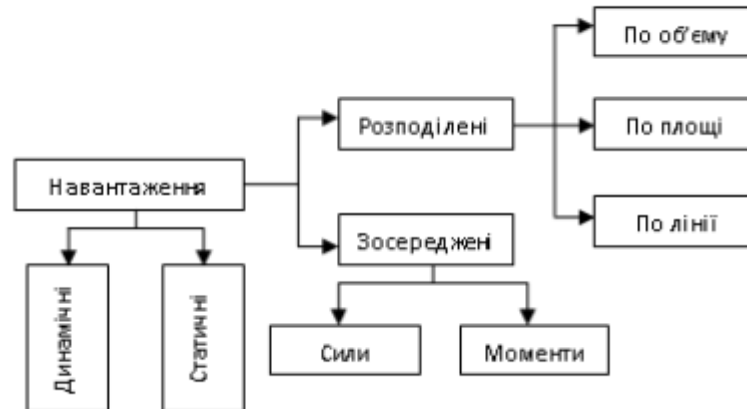 По об'єму
Розподілені
По площі
Навантаження
По лінії
Зосереджені
Динамічні
Статичні
Сили
Моменти